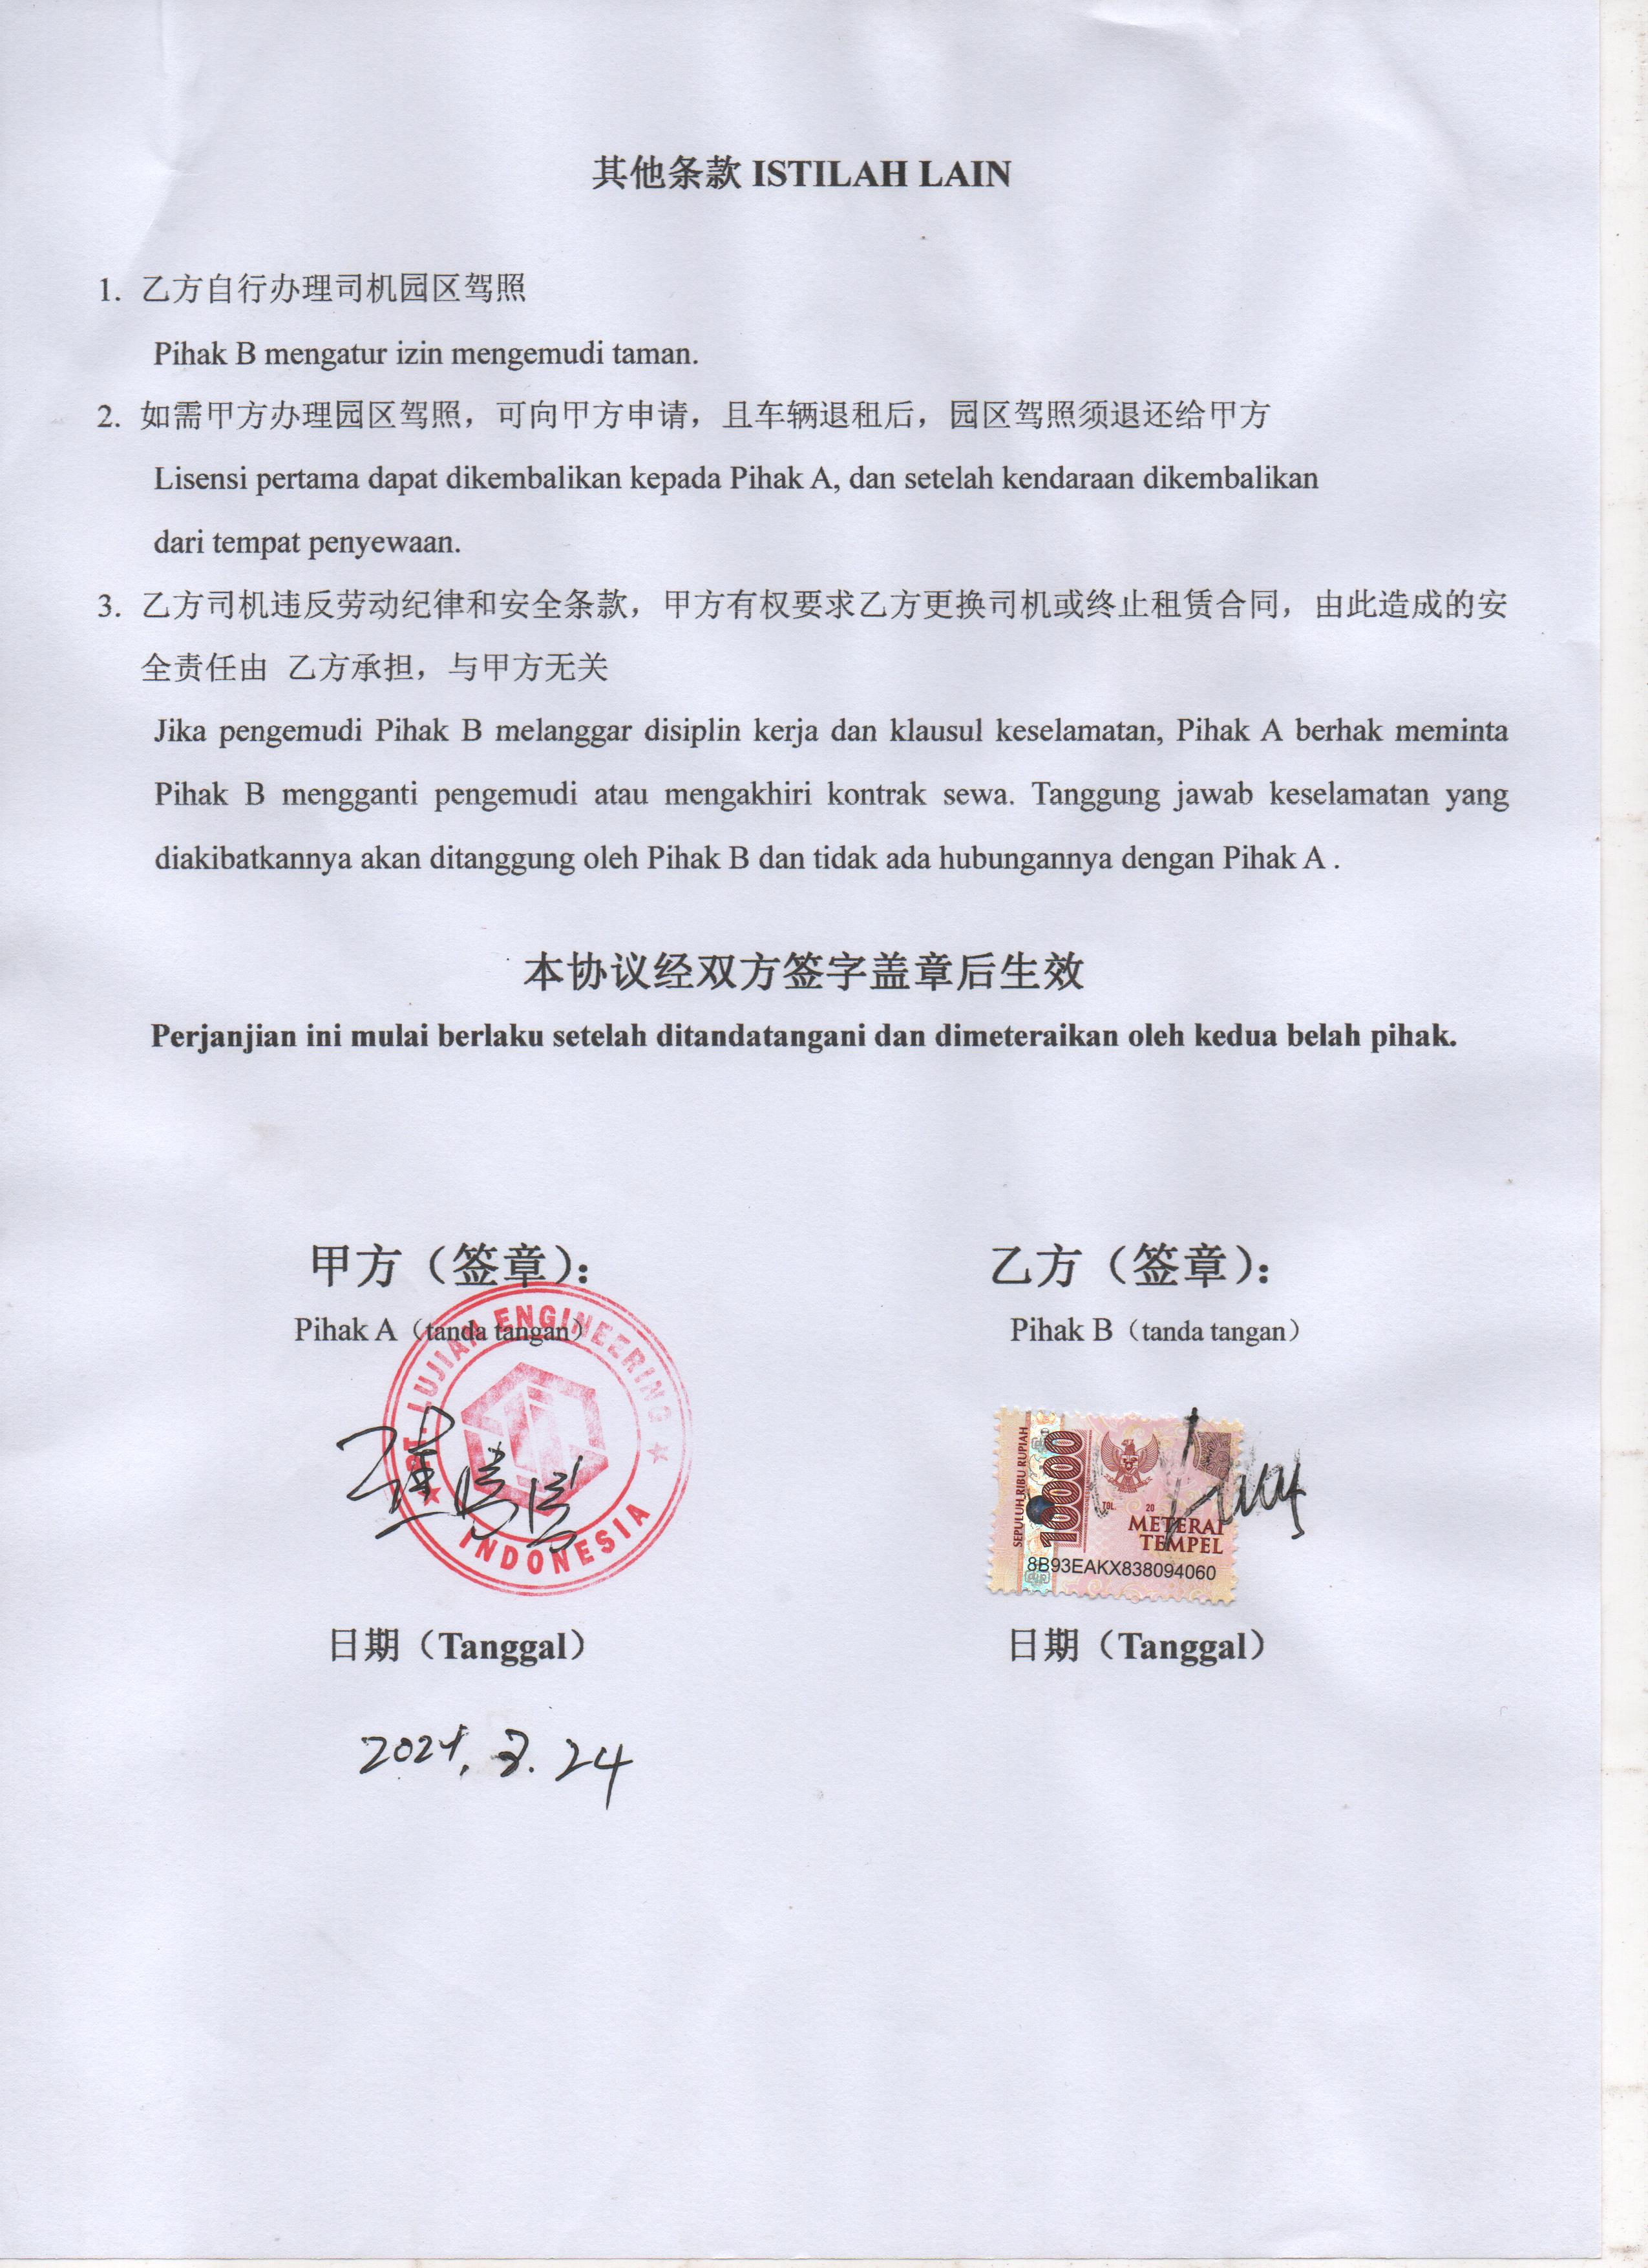 其他条款 ISTILAH LAIN
1. 乙方自行办理司机园区驾照
Pihak B mengatur izin mengemudi taman.
2. 如需甲方办理园区驾照，可向甲方申请，且车辆退租后，园区驾照须退还给甲方
Lisensi pertama dapat dikembalikan kepada Pihak A, dan setelah kendaraan dikembalikan
dari tempat penyewaan.
3. 乙方司机违反劳动纪律和安全条款，甲方有权要求乙方更换司机或终止租赁合同，由此造成的安
全责任由 乙方承担，与甲方无关
Jika pengemudi Pihak B melanggar disiplin kerja dan klausul keselamatan, Pihak A berhak meminta
Pihak B mengganti pengemudi atau mengakhiri kontrak sewa. Tanggung jawab keselamatan yang
diakibatkannya akan ditanggung oleh Pihak B dan tidak ada hubungannya dengan Pihak A .
本协议经双方签字盖章后生效
Perjanjian ini mulai berlaku setelah ditandatangani dan dimeteraikan oleh kedua belah pihak.
甲方（签章）：
Pihak A（tanda tangan）
PT. LUJIAN ENGINEERING
INDONESIA
乙方（签章）：
Pihak B（tanda tangan）
SEPULUH RIBU RUPIAH
10000
TGL. 20
METERAI
TEMPEL
8B93EAKX838094060
日期（Tanggal）
日期（Tanggal）
24